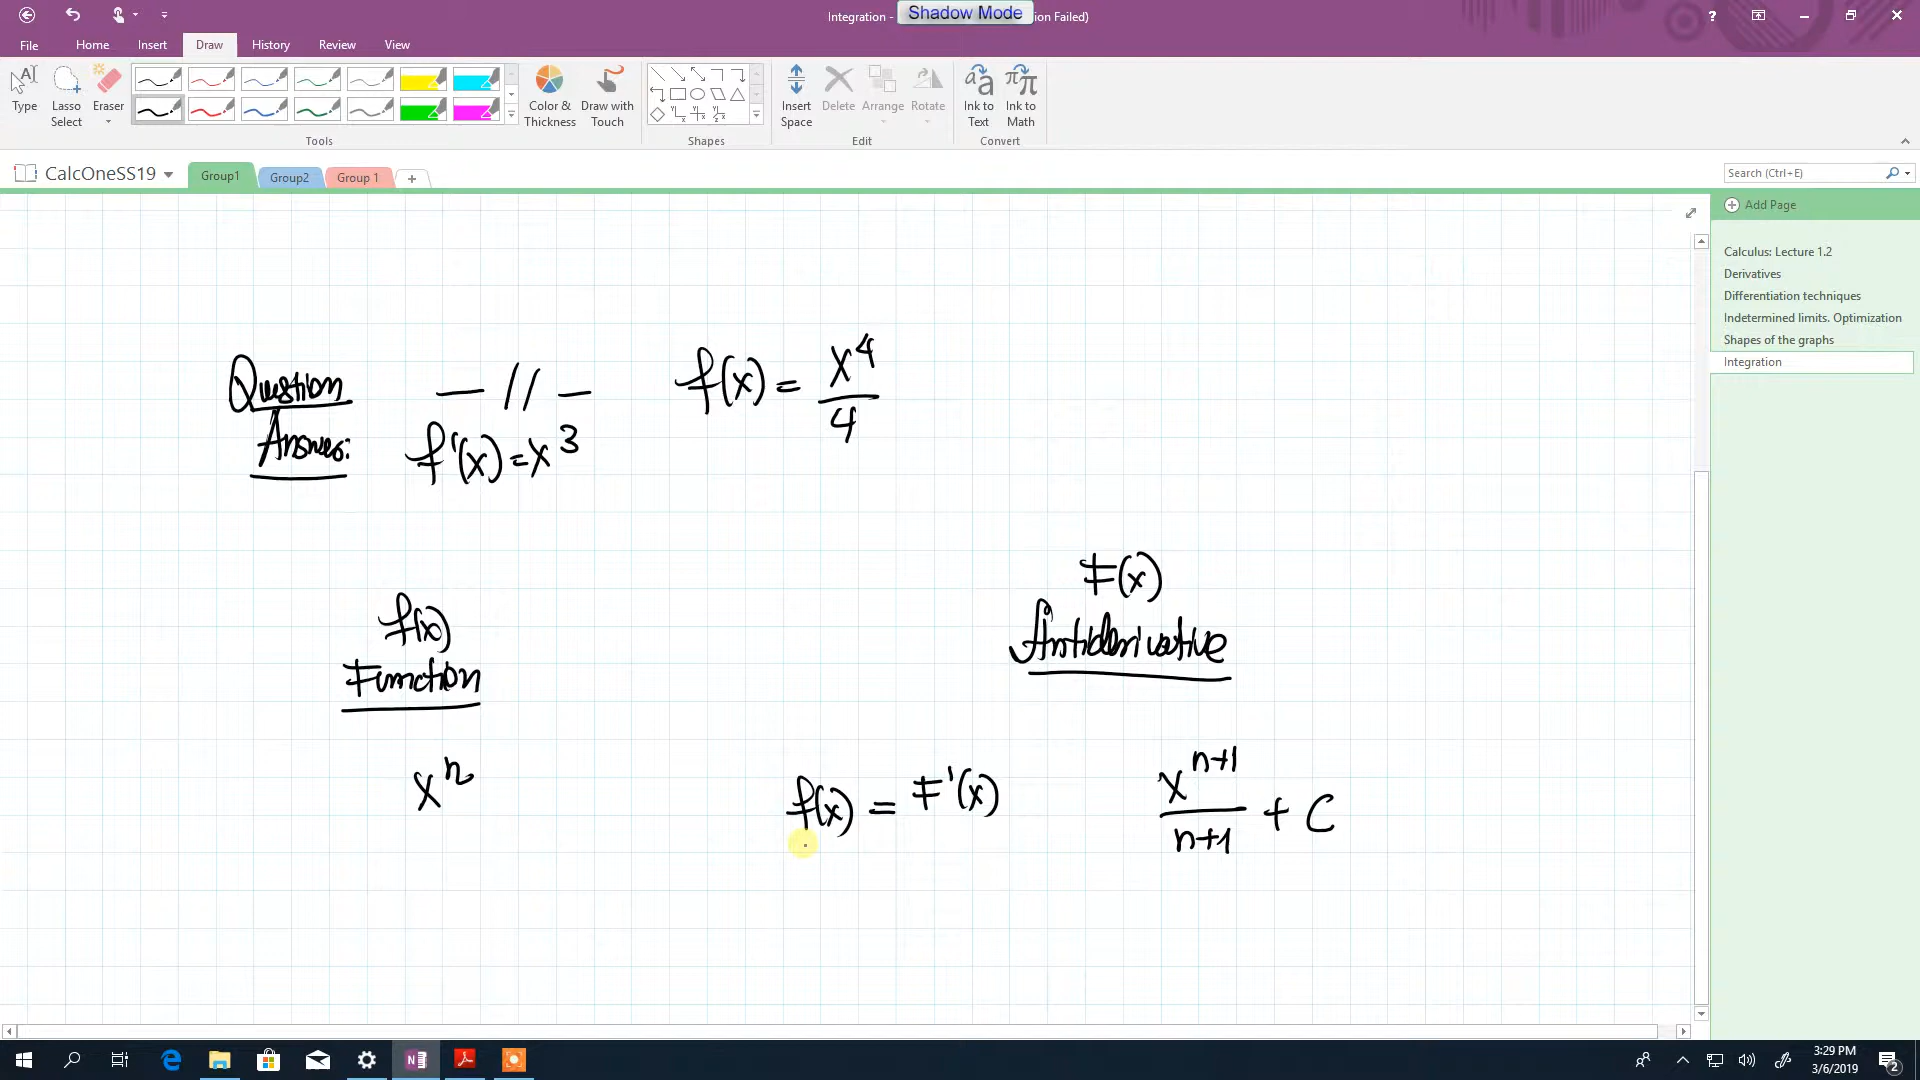 Integration - Shadow Mode ion Failed)
File Home Insert Draw History Review View
Type
Lasso Select
Eraser
Color & Thickness
Draw with Touch
Insert Space
Delete
Arrange
Rotate
Ink to Text
Ink to Math
Tools Shapes Edit Convert
CalcOneSS19 Group1 Group2 Group 1
Search (Ctrl+E)
Add Page
Calculus: Lecture 1.2
Derivatives
Differentiation techniques
Indetermined limits. Optimization
Shapes of the graphs
Integration
Question — // — f(x) = x^4/4
Answer: f'(x) = x^3
f(x)
Function
F(x)
Antiderivative
x^n f(x) = F'(x) x^(n+1)/(n+1) + C
3:29 PM
3/6/2019
2